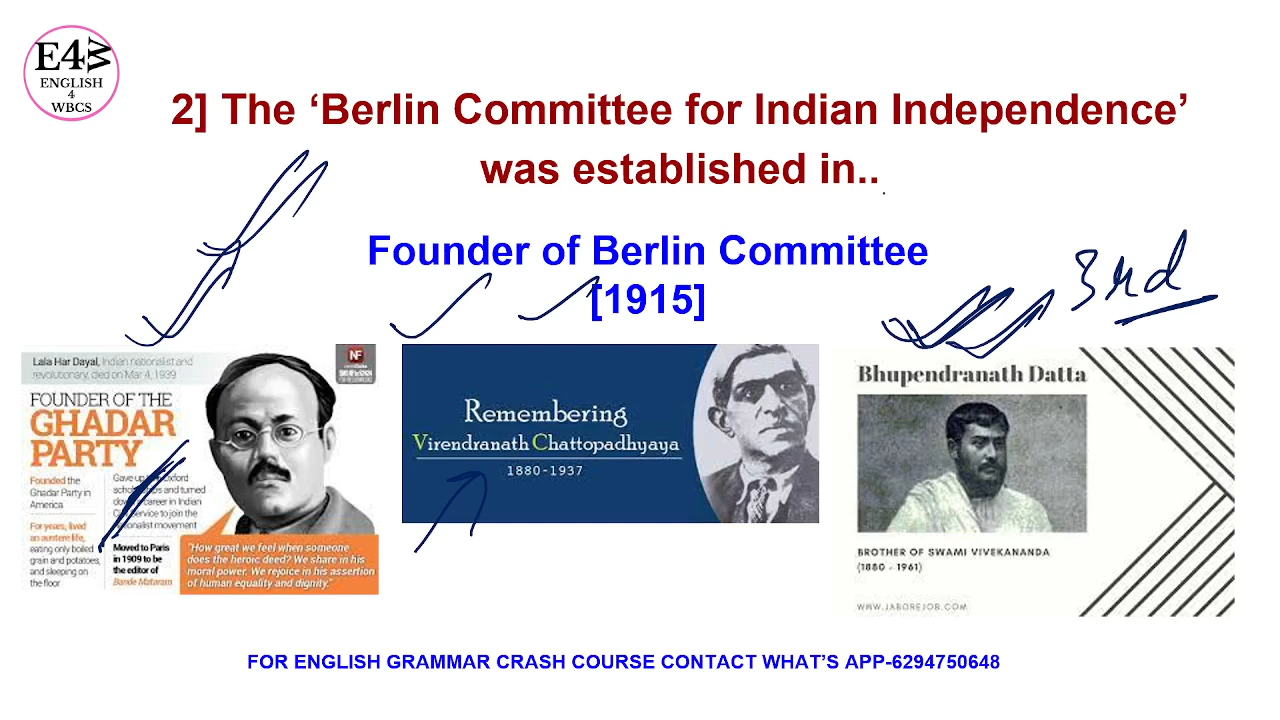 E4W
ENGLISH
4
WBCS
2] The ‘Berlin Committee for Indian Independence’
was established in..
Founder of Berlin Committee
[1915]
3rd
Lala Har Dayal, Indian nationalist and
revolutionary, died on Mar 4, 1939
NF
FOUNDER OF THE
GHADAR
PARTY
Founded the
Ghadar Party in
America
For years, lived
an austere life,
eating only boiled
grain and potatoes,
and sleeping on
the floor
Gave up Oxford
and turned
career in Indian
Service to join the
nationalist movement
Moved to Paris
in 1909 to be
the editor of
Bande Mataram
"How great we feel when someone
does the heroic deed? We share in his
moral power. We rejoice in his assertion
of human equality and dignity."
Remembering
Virendranath Chattopadhyaya
1880-1937
Bhupendranath Datta
BROTHER OF SWAMI VIVEKANANDA
(1880 - 1961)
WWW.JABOREJOB.COM
FOR ENGLISH GRAMMAR CRASH COURSE CONTACT WHAT’S APP-6294750648